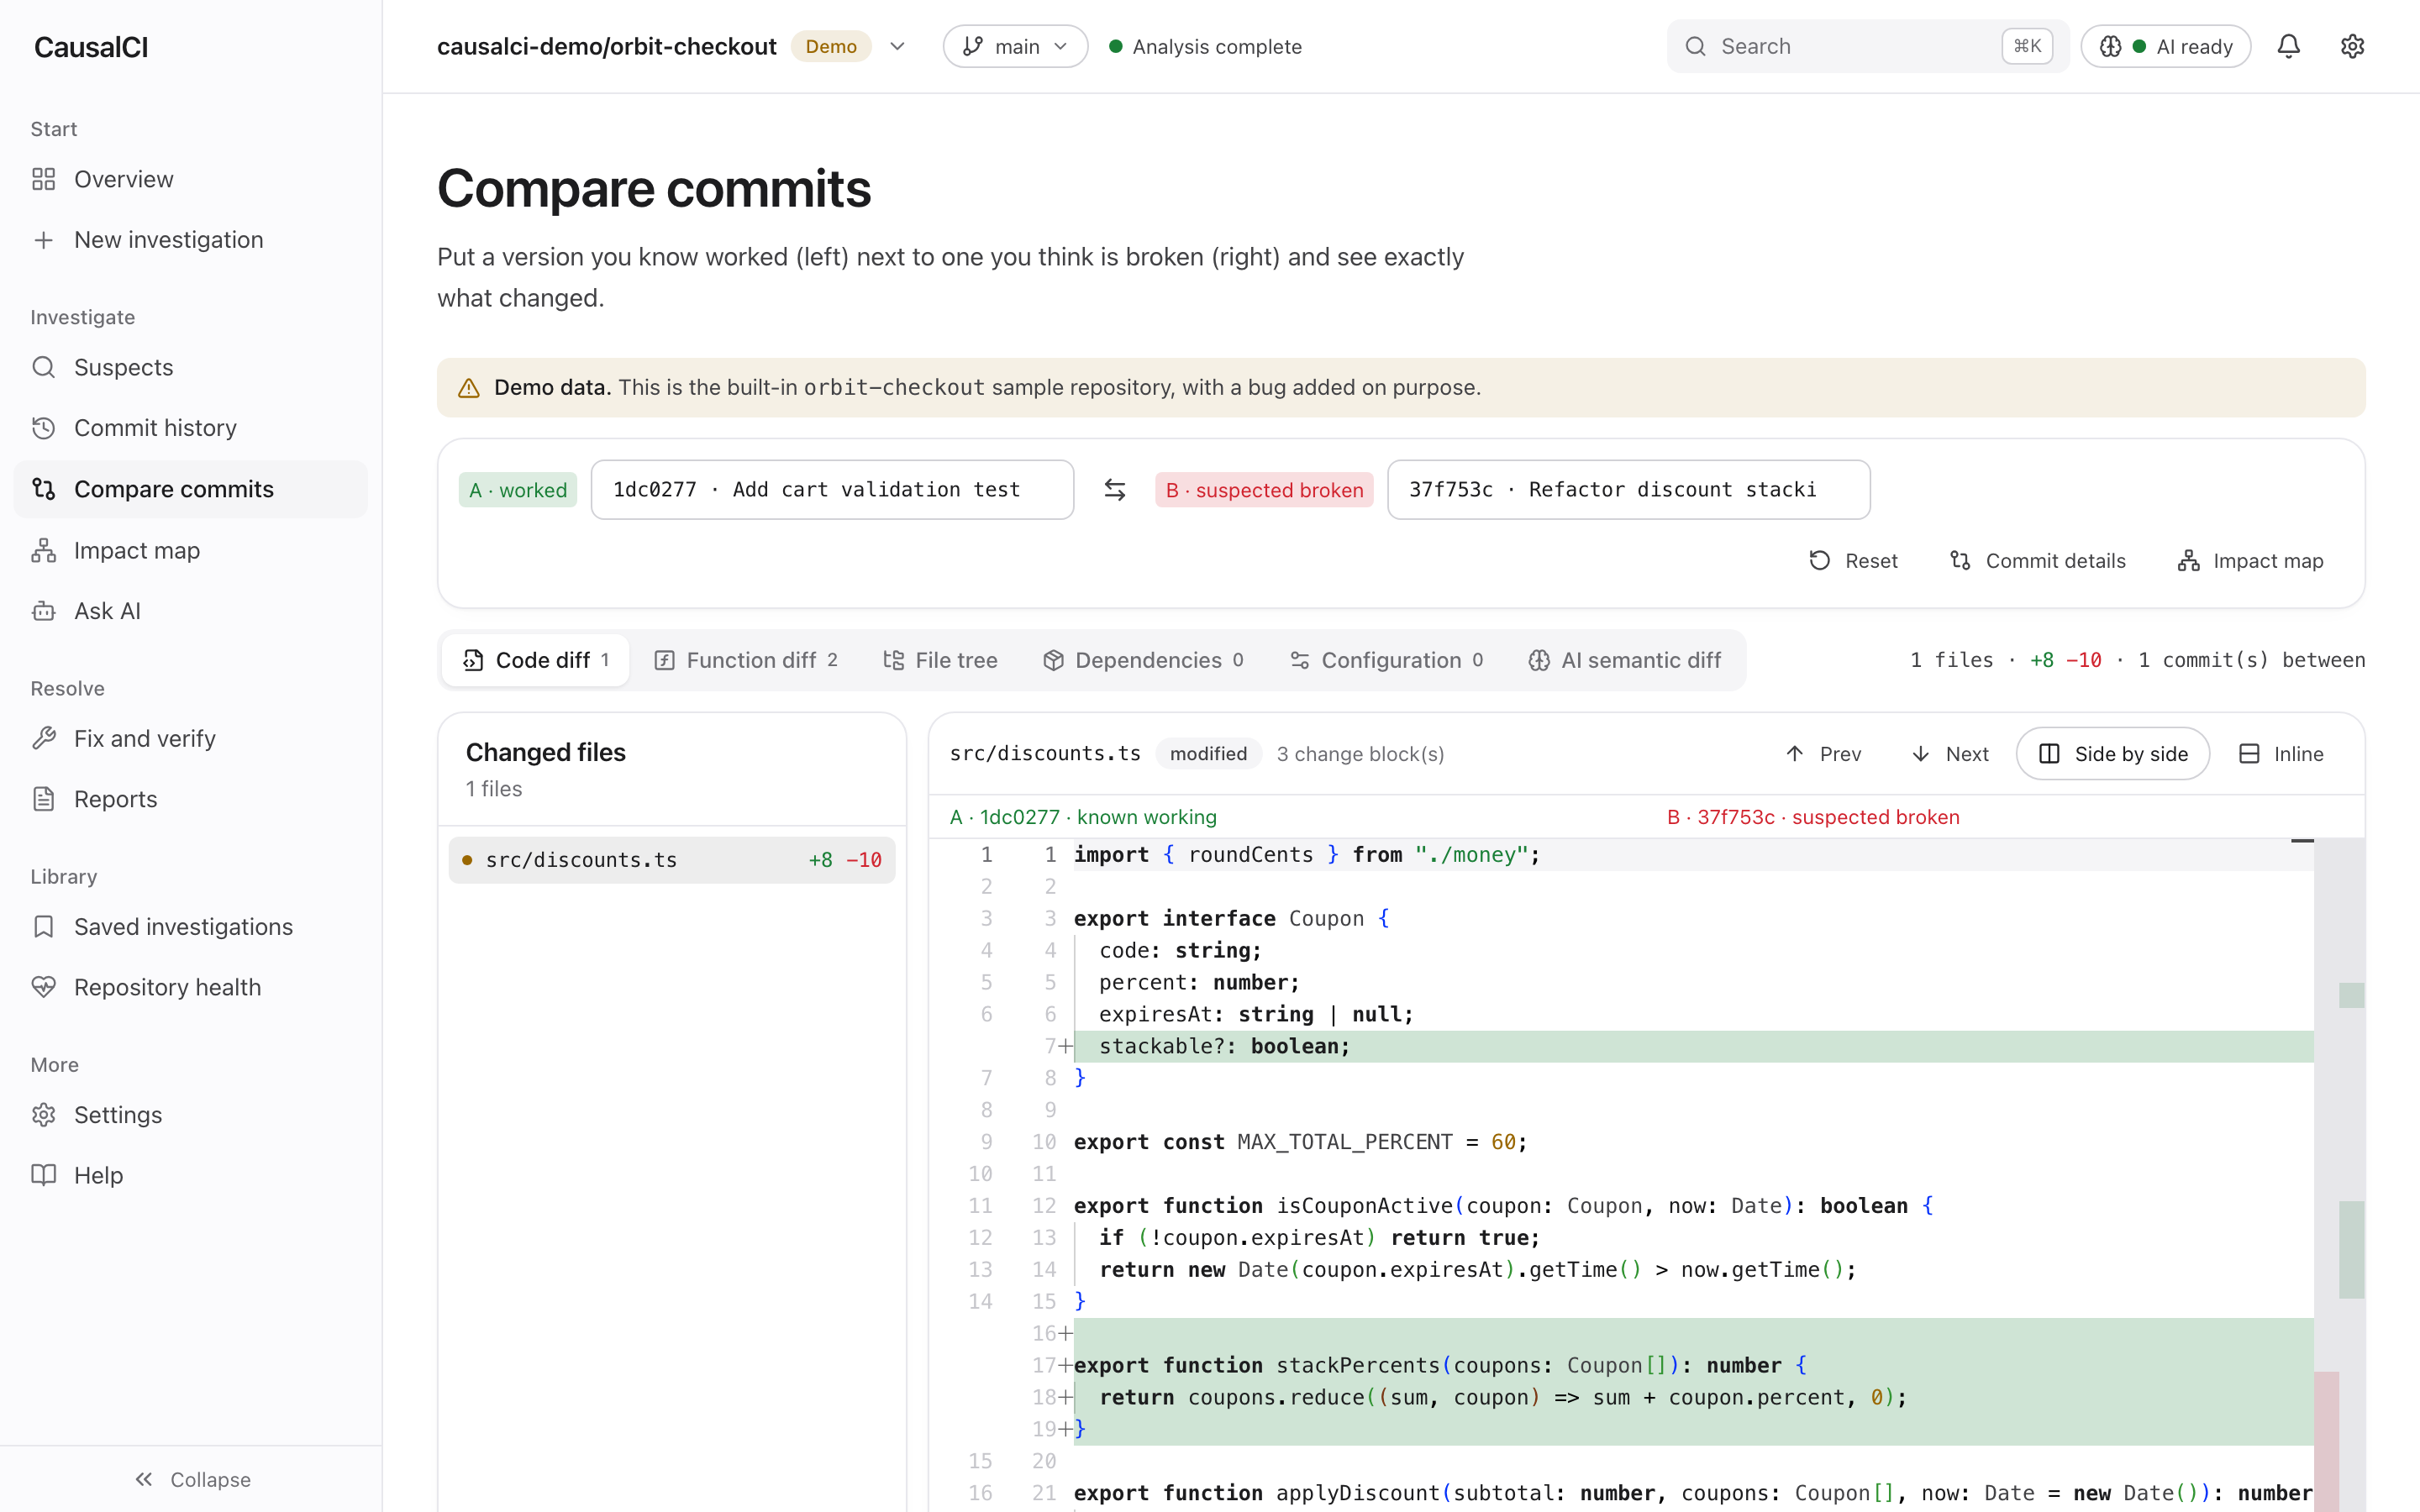 CausalCI
causalci-demo/orbit-checkout
Demo
main
Analysis complete
Search
⌘K
AI ready
Start
Overview
New investigation
Investigate
Suspects
Commit history
Compare commits
Impact map
Ask AI
Resolve
Fix and verify
Reports
Library
Saved investigations
Repository health
More
Settings
Help
Collapse
Compare commits
Put a version you know worked (left) next to one you think is broken (right) and see exactly
what changed.
Demo data. This is the built-in orbit-checkout sample repository, with a bug added on purpose.
A · worked
1dc0277 · Add cart validation test
B · suspected broken
37f753c · Refactor discount stacki
Reset
Commit details
Impact map
Code diff 1
Function diff 2
File tree
Dependencies 0
Configuration 0
AI semantic diff
1 files · +8 −10 · 1 commit(s) between
Changed files
1 files
src/discounts.ts +8 −10
src/discounts.ts modified 3 change block(s)
Prev
Next
Side by side
Inline
A · 1dc0277 · known working
B · 37f753c · suspected broken
1 1 import { roundCents } from "./money";
2 2
3 3 export interface Coupon {
4 4 code: string;
5 5 percent: number;
6 6 expiresAt: string | null;
7+ stackable?: boolean;
7 8 }
8 9
9 10 export const MAX_TOTAL_PERCENT = 60;
10 11
11 12 export function isCouponActive(coupon: Coupon, now: Date): boolean {
12 13 if (!coupon.expiresAt) return true;
13 14 return new Date(coupon.expiresAt).getTime() > now.getTime();
14 15 }
16+
17+ export function stackPercents(coupons: Coupon[]): number {
18+ return coupons.reduce((sum, coupon) => sum + coupon.percent, 0);
19+ }
15 20
16 21 export function applyDiscount(subtotal: number, coupons: Coupon[], now: Date = new Date()): number